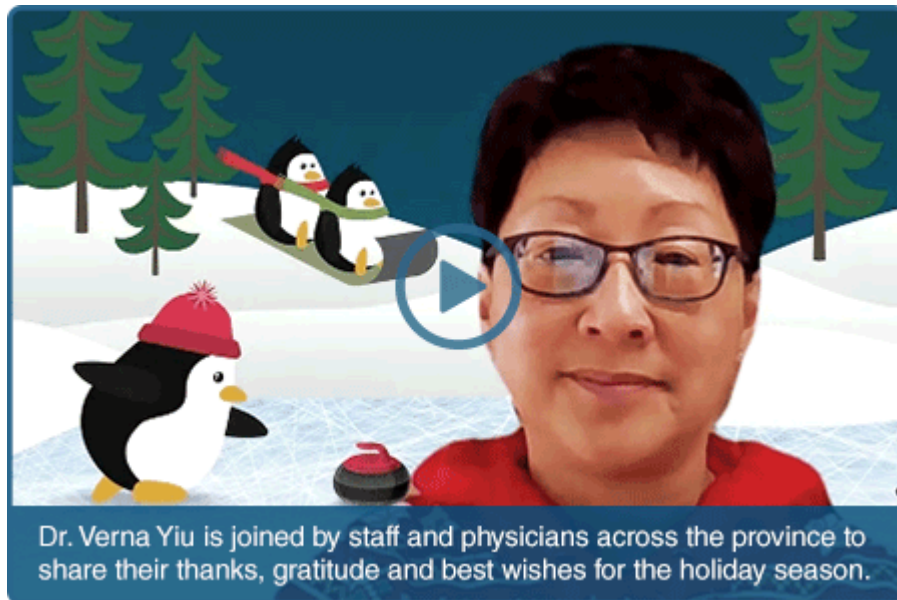 Dr. Verna Yiu is joined by staff and physicians across the province to
share their thanks, gratitude and best wishes for the holiday season.